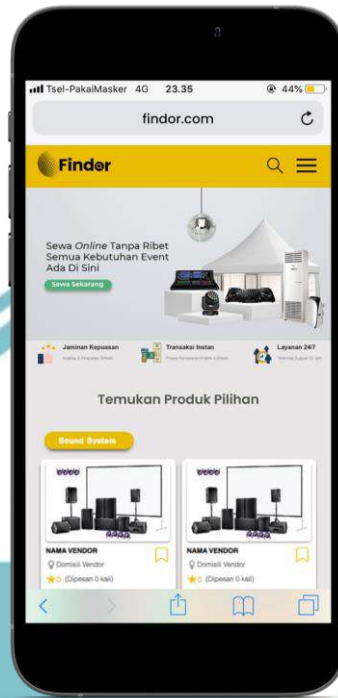 Tsel-PakaiMasker 4G 23.35 44%
findor.com
Findor
Sewa Online Tanpa Ribet
Semua Kebutuhan Event
Ada Di Sini
Sewa Sekarang
Jaminan Kepuasan
Transaksi Instan
Layanan 24/7
Temukan Produk Pilihan
Sound System
NAMA VENDOR
Domisili Vendor
0 (Dipesan 0 kali)
NAMA VENDOR
Domisili Vendor
0 (Dipesan 0 kali)